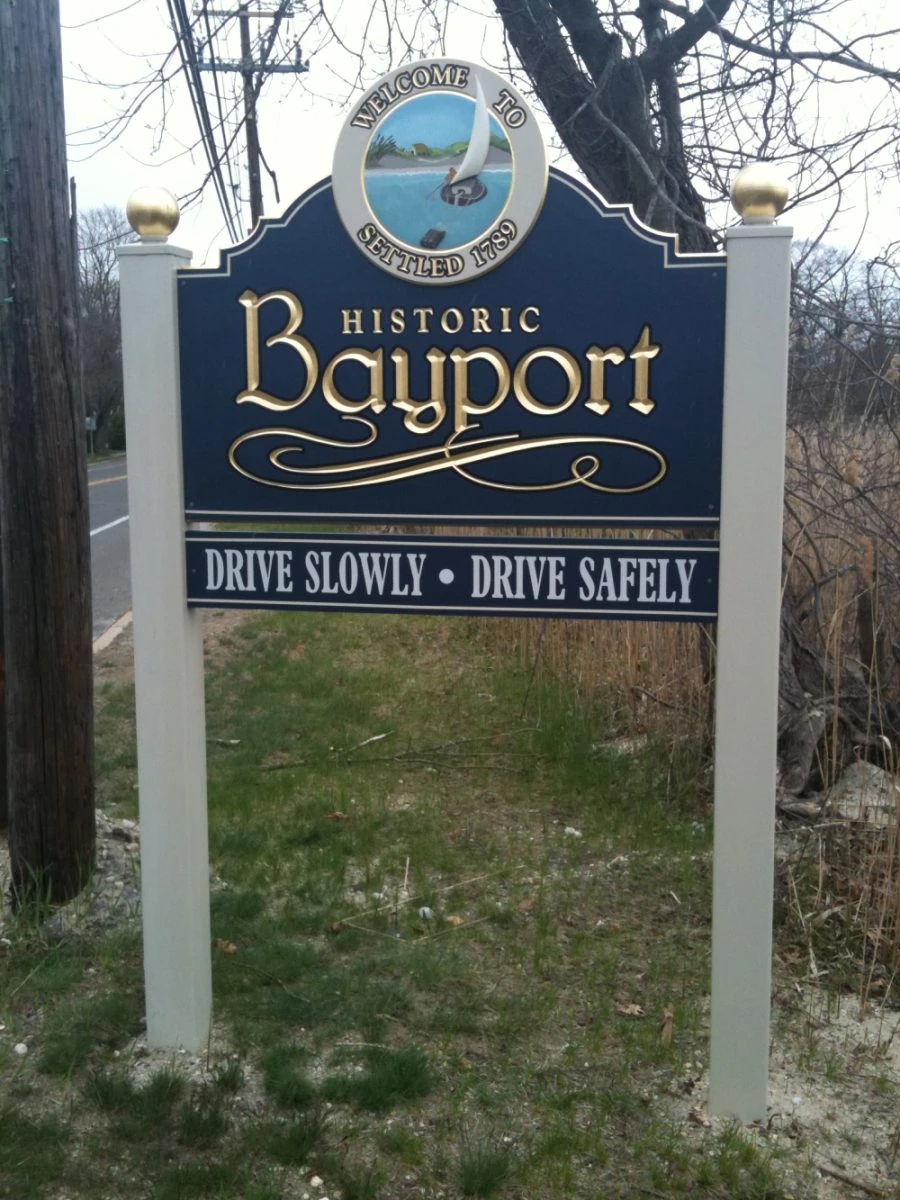 WELCOME TO
SETTLED 1789
HISTORIC
Bayport
DRIVE SLOWLY • DRIVE SAFELY